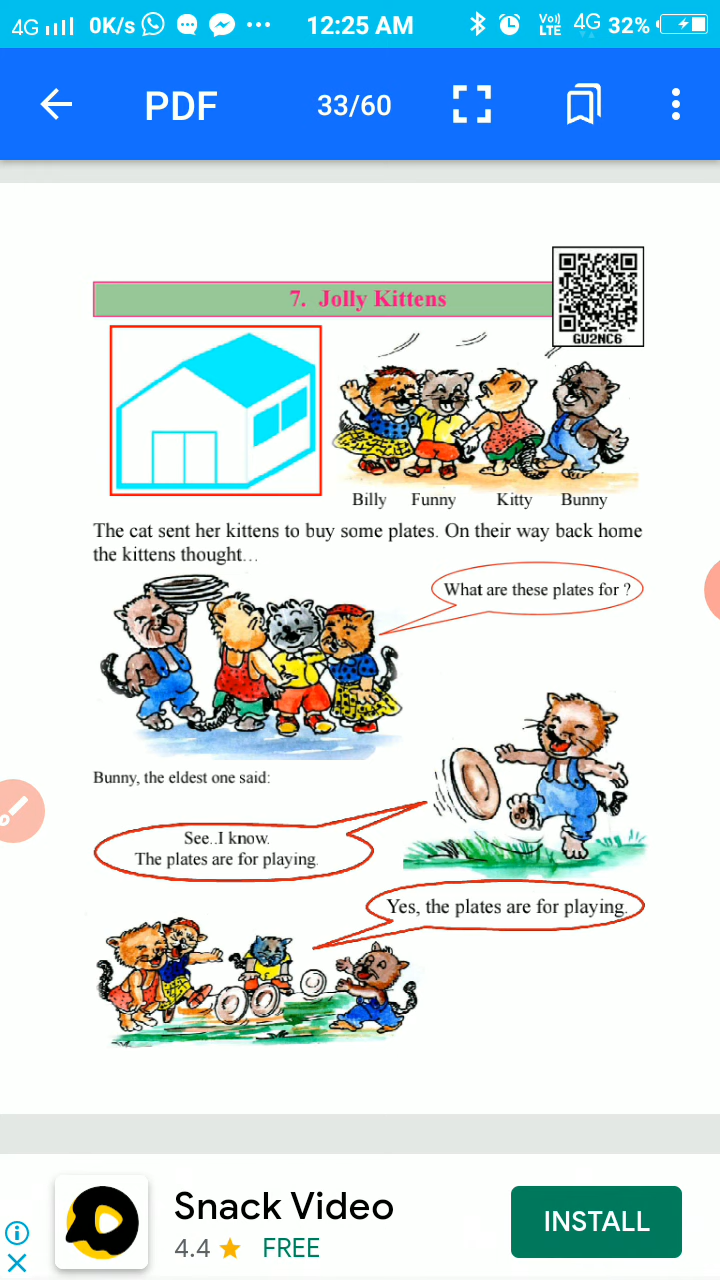 4G 0K/s 12:25 AM Vo) LTE 4G 32%
PDF 33/60
7. Jolly Kittens
GU2NC6
Billy Funny Kitty Bunny
The cat sent her kittens to buy some plates. On their way back home
the kittens thought…
What are these plates for ?
Bunny, the eldest one said:
See..I know.
The plates are for playing.
Yes, the plates are for playing.
Snack Video
4.4 FREE
INSTALL